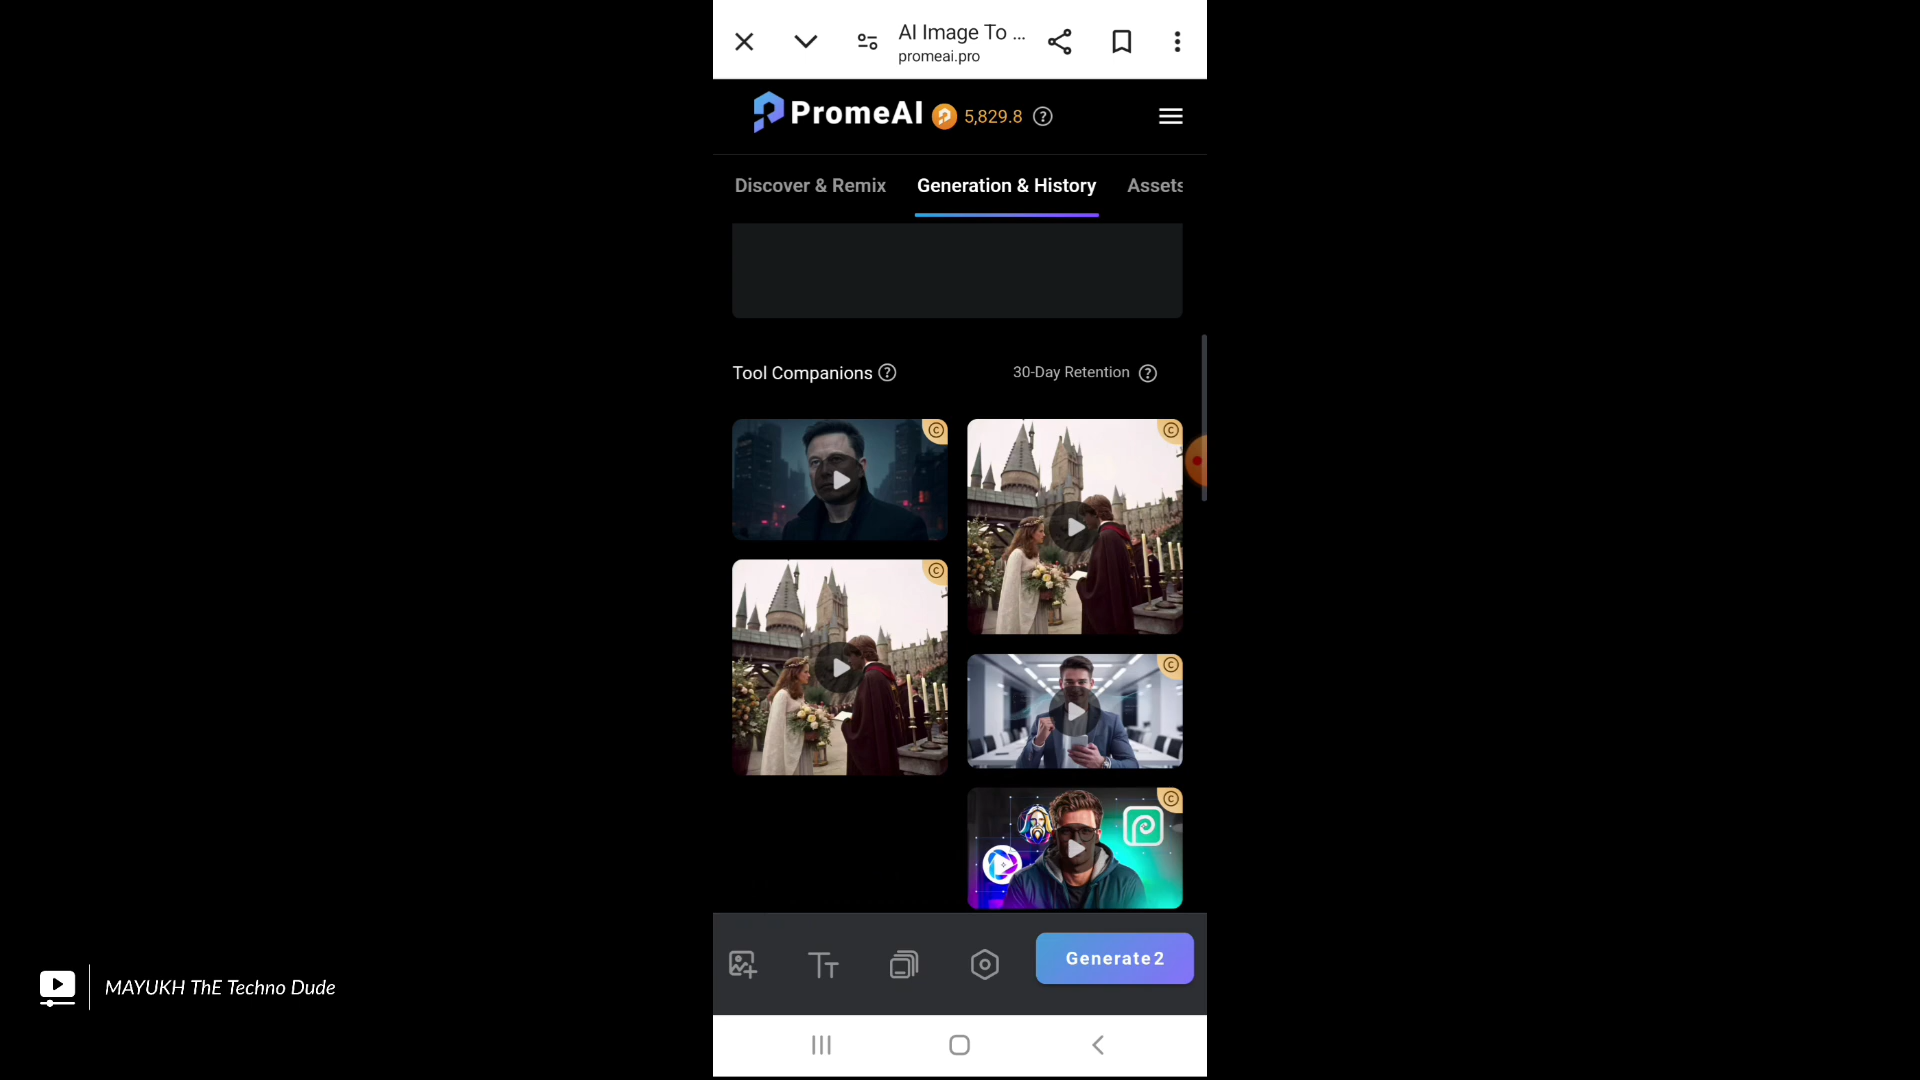 AI Image To ...
promeai.pro
PromeAI 5,829.8 ?
Discover & Remix Generation & History Assets
Tool Companions ? 30-Day Retention ?
Generate 2
MAYUKH ThE Techno Dude